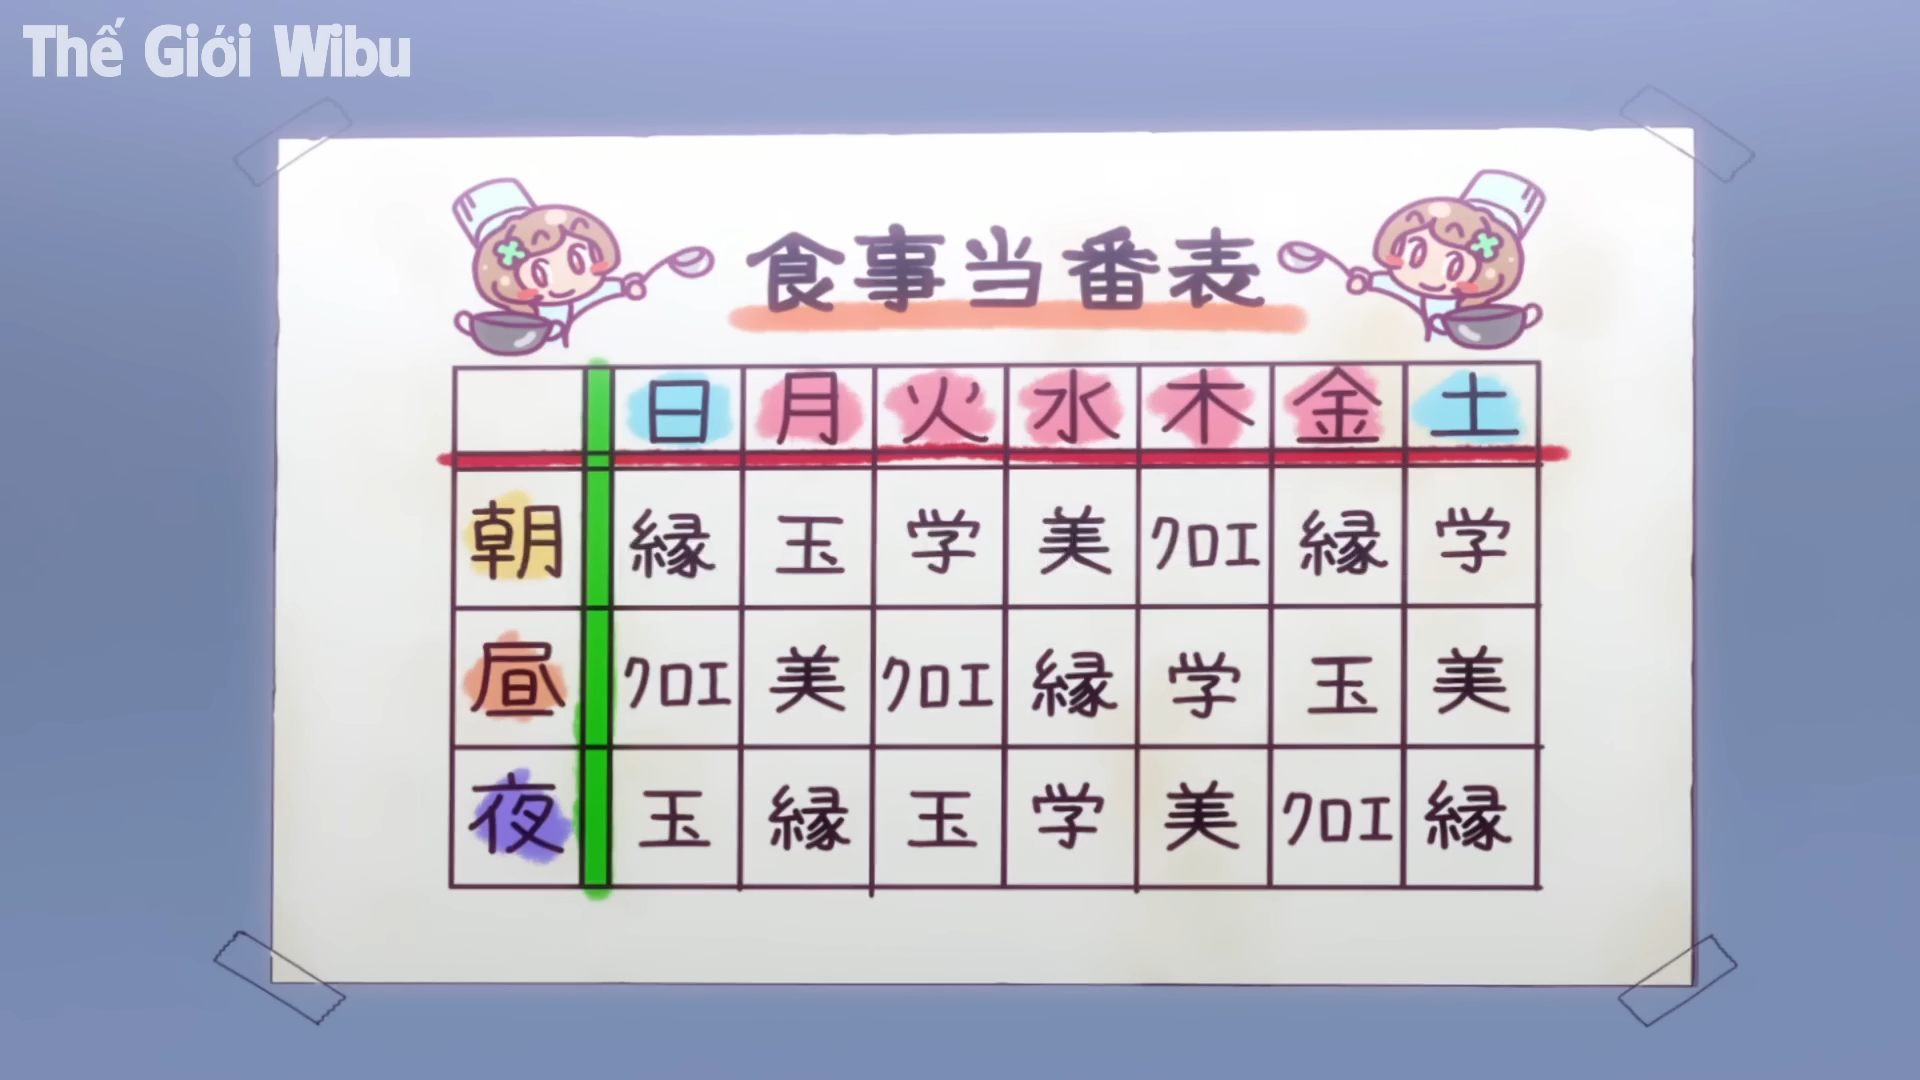 Thế Giới Wibu
食事当番表
日 月 火 水 木 金 土
朝 縁 玉 学 美 ｸﾛｴ 縁 学
昼 ｸﾛｴ 美 ｸﾛｴ 縁 学 玉 美
夜 玉 縁 玉 学 美 ｸﾛｴ 縁